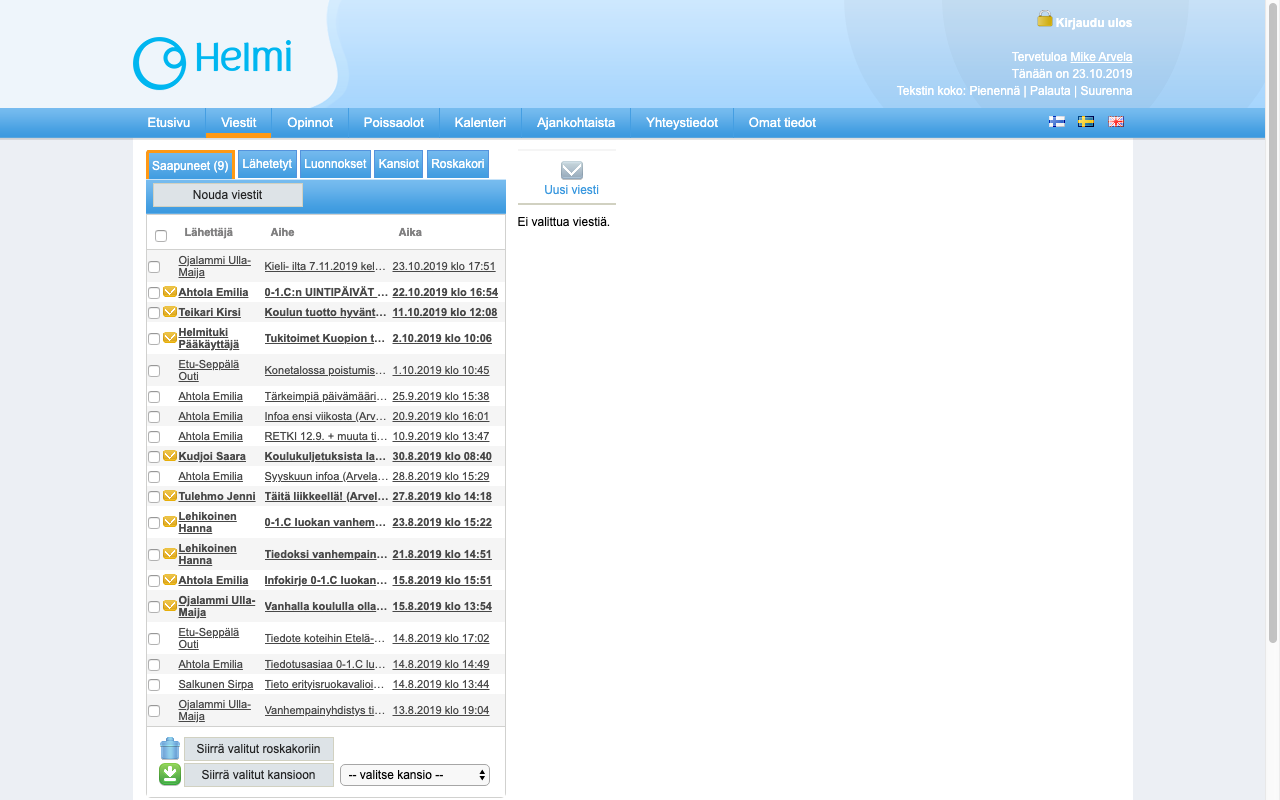 Helmi
Kirjaudu ulos
Tervetuloa Mike Arvela
Tänään on 23.10.2019
Tekstin koko: Pienennä | Palauta | Suurenna
Etusivu Viestit Opinnot Poissaolot Kalenteri Ajankohtaista Yhteystiedot Omat tiedot
Saapuneet (9) Lähetetyt Luonnokset Kansiot Roskakori
Nouda viestit
Uusi viesti
Ei valittua viestiä.
Lähettäjä Aihe Aika
Ojalammi Ulla-Maija Kieli- ilta 7.11.2019 kel... 23.10.2019 klo 17:51
Ahtola Emilia 0-1.C:n UINTIPÄIVÄT ... 22.10.2019 klo 16:54
Teikari Kirsi Koulun tuotto hyvänt... 11.10.2019 klo 12:08
Helmituki Pääkäyttäjä Tukitoimet Kuopion t... 2.10.2019 klo 10:06
Etu-Seppälä Outi Konetalossa poistumis... 1.10.2019 klo 10:45
Ahtola Emilia Tärkeimpiä päivämääri... 25.9.2019 klo 15:38
Ahtola Emilia Infoa ensi viikosta (Arv... 20.9.2019 klo 16:01
Ahtola Emilia RETKI 12.9. + muuta ti... 10.9.2019 klo 13:47
Kudjoi Saara Koulukuljetuksista la... 30.8.2019 klo 08:40
Ahtola Emilia Syyskuun infoa (Arvela... 28.8.2019 klo 15:29
Tulehmo Jenni Täitä liikkeellä! (Arvel... 27.8.2019 klo 14:18
Lehikoinen Hanna 0-1.C luokan vanhem... 23.8.2019 klo 15:22
Lehikoinen Hanna Tiedoksi vanhempain... 21.8.2019 klo 14:51
Ahtola Emilia Infokirje 0-1.C luokan... 15.8.2019 klo 15:51
Ojalammi Ulla-Maija Vanhalla koululla olla... 15.8.2019 klo 13:54
Etu-Seppälä Outi Tiedote koteihin Etelä-... 14.8.2019 klo 17:02
Ahtola Emilia Tiedotusasiaa 0-1.C lu... 14.8.2019 klo 14:49
Salkunen Sirpa Tieto erityisruokavalioi... 14.8.2019 klo 13:44
Ojalammi Ulla-Maija Vanhempainyhdistys ti... 13.8.2019 klo 19:04
Siirrä valitut roskakoriin
Siirrä valitut kansioon -- valitse kansio --